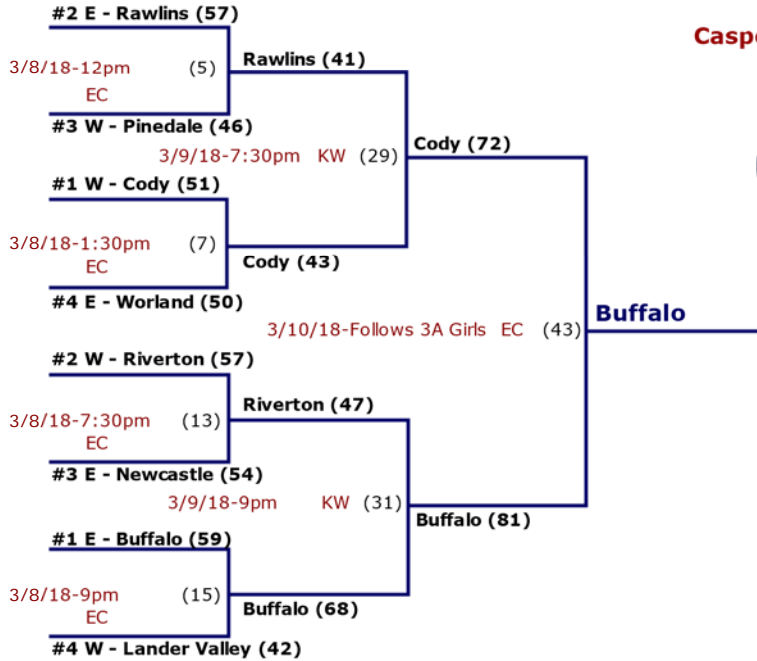 #2 E - Rawlins (57)
Casp
3/8/18-12pm (5) Rawlins (41)
EC
#3 W - Pinedale (46)
Cody (72)
3/9/18-7:30pm KW (29)
#1 W - Cody (51)
3/8/18-1:30pm (7)
EC Cody (43)
#4 E - Worland (50)
Buffalo
3/10/18-Follows 3A Girls EC (43)
#2 W - Riverton (57)
Riverton (47)
3/8/18-7:30pm (13)
EC
#3 E - Newcastle (54)
3/9/18-9pm KW (31)
Buffalo (81)
#1 E - Buffalo (59)
3/8/18-9pm (15)
Buffalo (68)
EC
#4 W - Lander Valley (42)